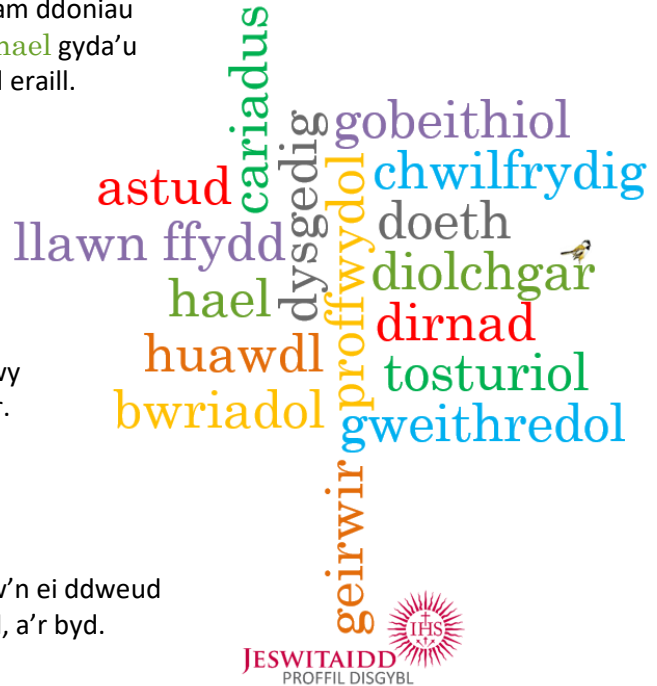 am ddoniau
hael gyda'u
eraill.
cariadus
dysgedig
gobeithiol
chwilfrydig
astud
proffwydol
doeth
llawn ffydd
diolchgar
hael
dirnad
huawdl
tosturiol
bwriadol
gweithredol
geirwir
'n ei ddweud
a'r byd.
IHS
JESWITAIDD
PROFFIL DISGYBL